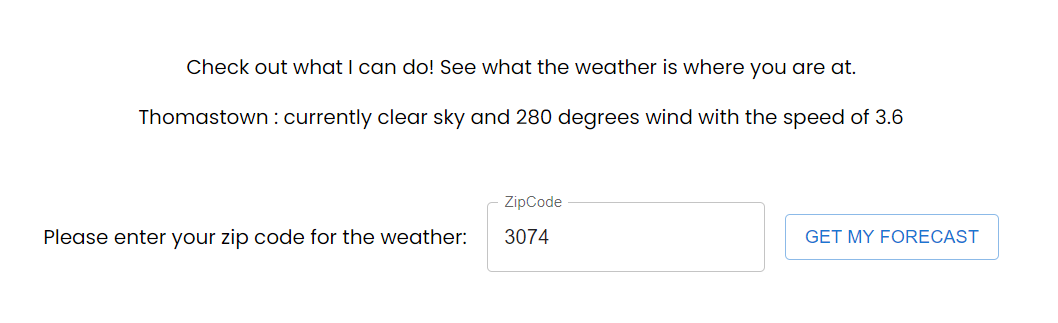 Check out what I can do! See what the weather is where you are at.
Thomastown : currently clear sky and 280 degrees wind with the speed of 3.6
ZipCode
Please enter your zip code for the weather: 3074 GET MY FORECAST